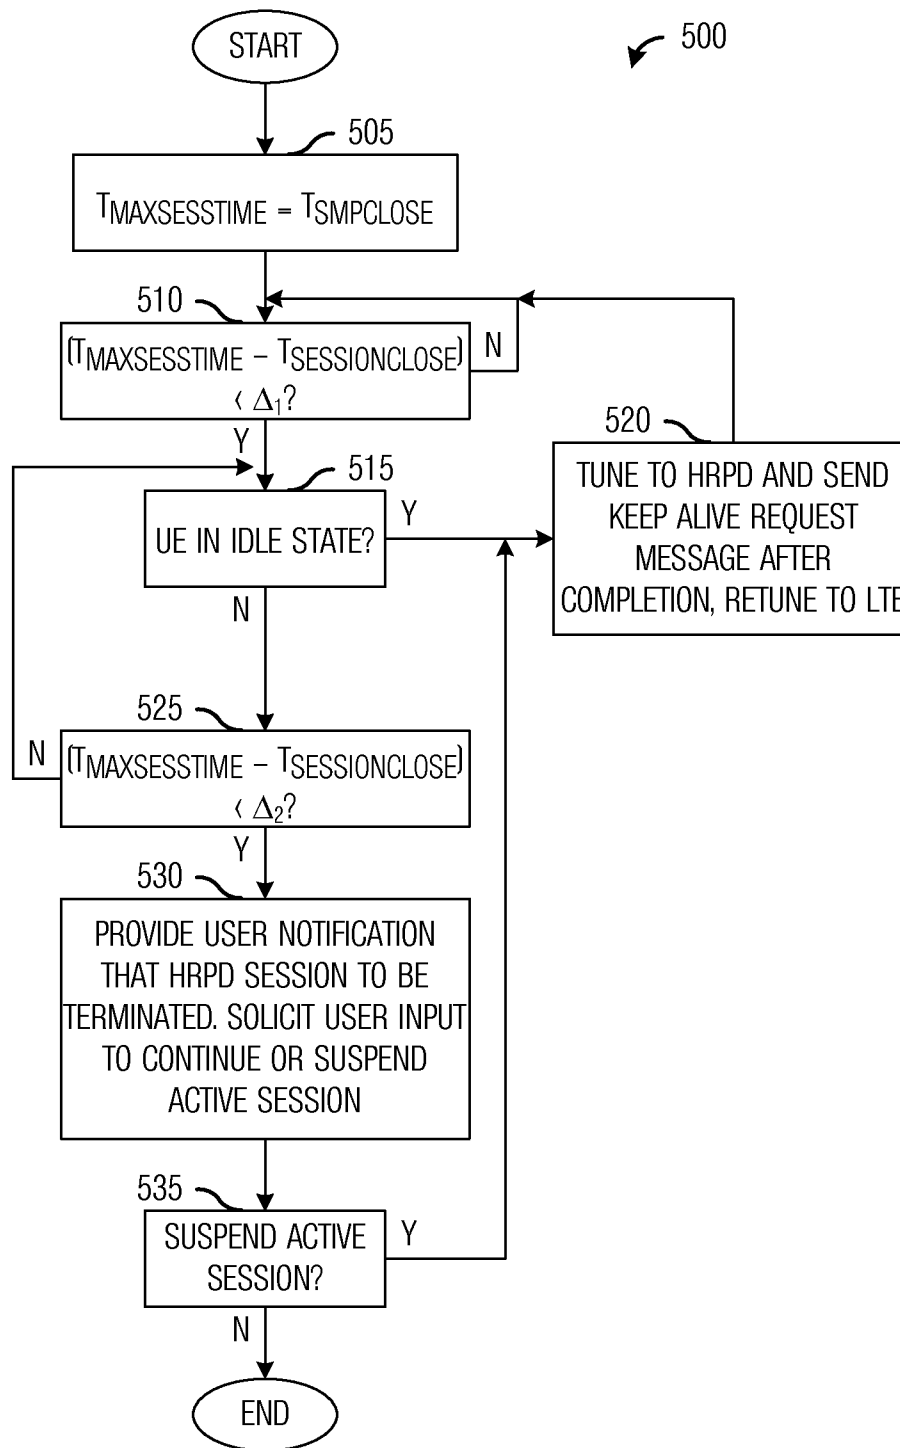 START
500
505
TMAXSESSTIME = TSMPCLOSE
510
(TMAXSESSTIME – TSESSIONCLOSE)
< Δ1?
N
Y
515
UE IN IDLE STATE?
Y
N
520
TUNE TO HRPD AND SEND
KEEP ALIVE REQUEST
MESSAGE AFTER
COMPLETION, RETUNE TO LTE
525
(TMAXSESSTIME – TSESSIONCLOSE)
< Δ2?
N
Y
530
PROVIDE USER NOTIFICATION
THAT HRPD SESSION TO BE
TERMINATED. SOLICIT USER INPUT
TO CONTINUE OR SUSPEND
ACTIVE SESSION
535
SUSPEND ACTIVE
SESSION?
Y
N
END